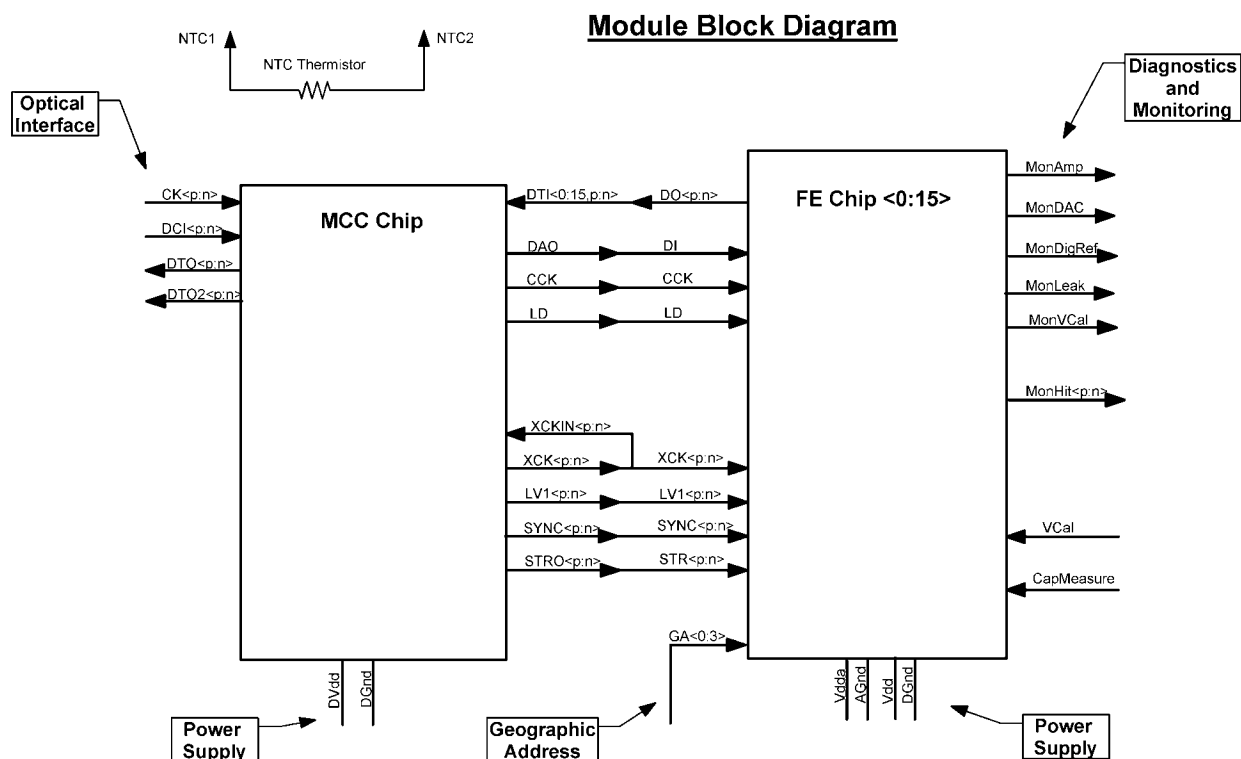 Module Block Diagram
NTC1
NTC2
NTC Thermistor
Optical
Interface
Diagnostics
and
Monitoring
CK<p:n>
DCI<p:n>
DTO<p:n>
DTO2<p:n>
MCC Chip
DTI<0:15,p:n>
DO<p:n>
DAO
DI
CCK
CCK
LD
LD
XCKIN<p:n>
XCK<p:n>
XCK<p:n>
LV1<p:n>
LV1<p:n>
SYNC<p:n>
SYNC<p:n>
STRO<p:n>
STR<p:n>
GA<0:3>
FE Chip <0:15>
MonAmp
MonDAC
MonDigRef
MonLeak
MonVCal
MonHit<p:n>
VCal
CapMeasure
DVdd
DGnd
Vdda
AGnd
Vdd
DGnd
Power
Supply
Geographic
Address
Power
Supply